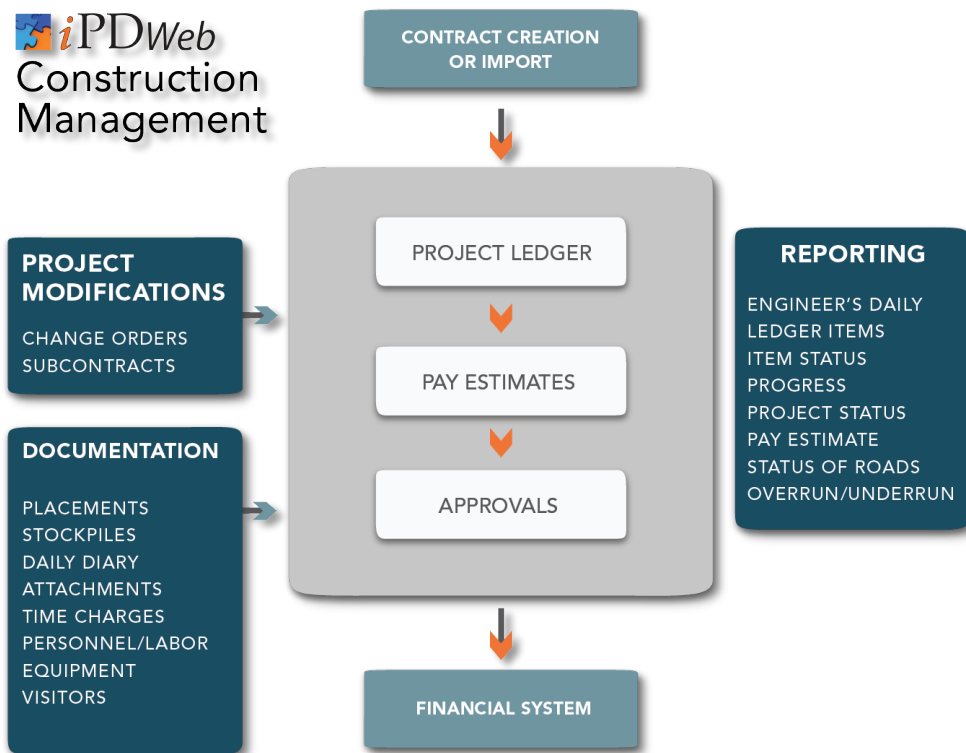 iPDWeb
Construction
Management
CONTRACT CREATION
OR IMPORT
PROJECT
MODIFICATIONS
CHANGE ORDERS
SUBCONTRACTS
DOCUMENTATION
PLACEMENTS
STOCKPILES
DAILY DIARY
ATTACHMENTS
TIME CHARGES
PERSONNEL/LABOR
EQUIPMENT
VISITORS
PROJECT LEDGER
PAY ESTIMATES
APPROVALS
REPORTING
ENGINEER'S DAILY
LEDGER ITEMS
ITEM STATUS
PROGRESS
PROJECT STATUS
PAY ESTIMATE
STATUS OF ROADS
OVERRUN/UNDERRUN
FINANCIAL SYSTEM